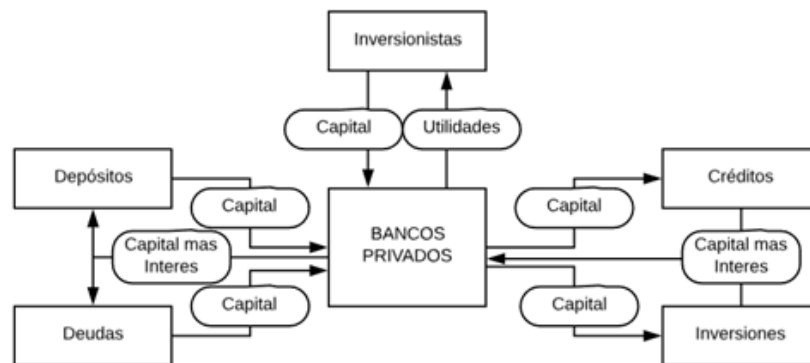 Inversionistas
Capital
Utilidades
Depósitos
Capital
BANCOS
PRIVADOS
Capital
Créditos
Capital mas
Interes
Capital mas
Interes
Deudas
Capital
Capital
Inversiones